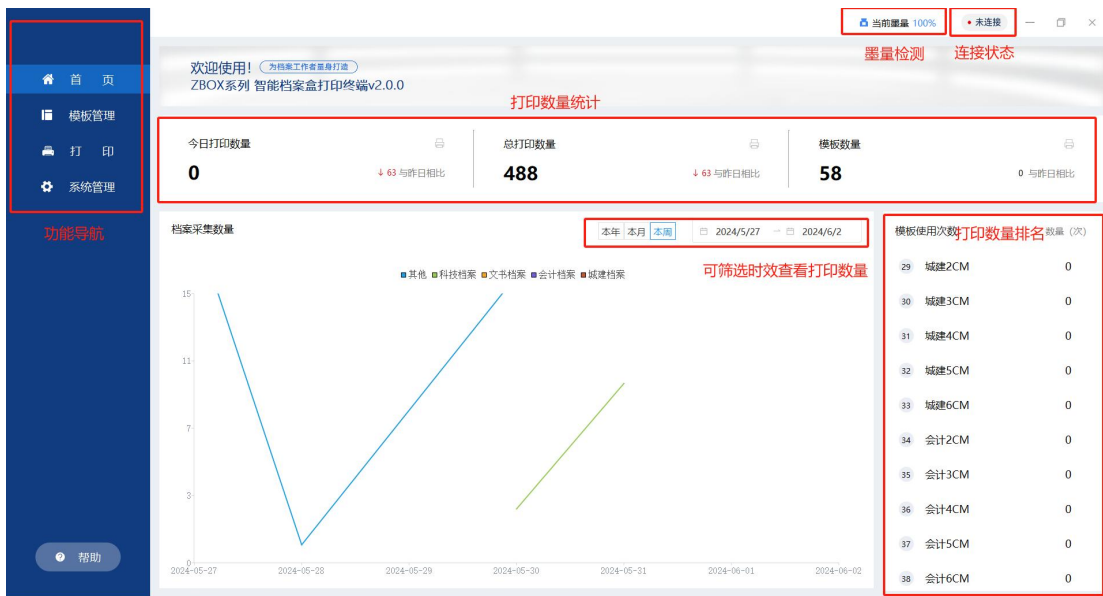 当前墨量 100%
• 未连接
墨量检测
连接状态
首 页
模板管理
打 印
系统管理
功能导航
帮助
欢迎使用! 为档案工作者量身打造
ZBOX系列 智能档案盒打印终端v2.0.0
打印数量统计
今日打印数量
0
↓ 63 与昨日相比
总打印数量
488
↓ 63 与昨日相比
模板数量
58
0 与昨日相比
档案采集数量
本年 本月 本周
2024/5/27 → 2024/6/2
可筛选时效查看打印数量
其他 科技档案 文书档案 会计档案 城建档案
15
11
7
3
0
2024-05-27 2024-05-28 2024-05-29 2024-05-30 2024-05-31 2024-06-01 2024-06-02
模板使用次数
打印数量排名
数量(次)
29 城建2CM 0
30 城建3CM 0
31 城建4CM 0
32 城建5CM 0
33 城建6CM 0
34 会计2CM 0
35 会计3CM 0
36 会计4CM 0
37 会计5CM 0
38 会计6CM 0